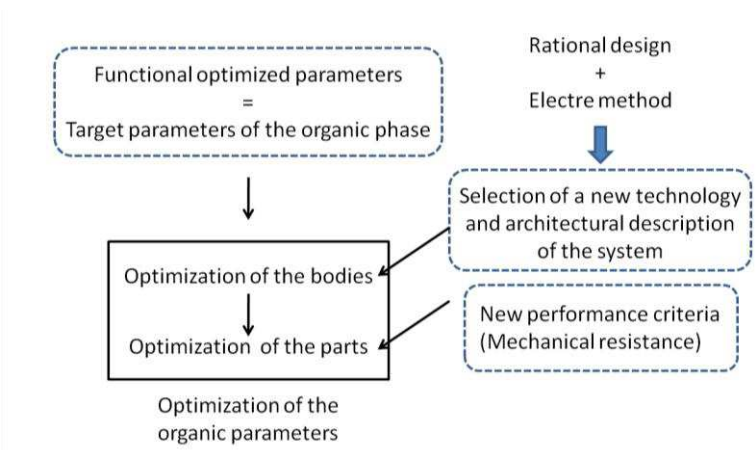 Functional optimized parameters
=
Target parameters of the organic phase
Rational design
+
Electre method
Selection of a new technology
and architectural description
of the system
Optimization of the bodies
Optimization of the parts
New performance criteria
(Mechanical resistance)
Optimization of the
organic parameters